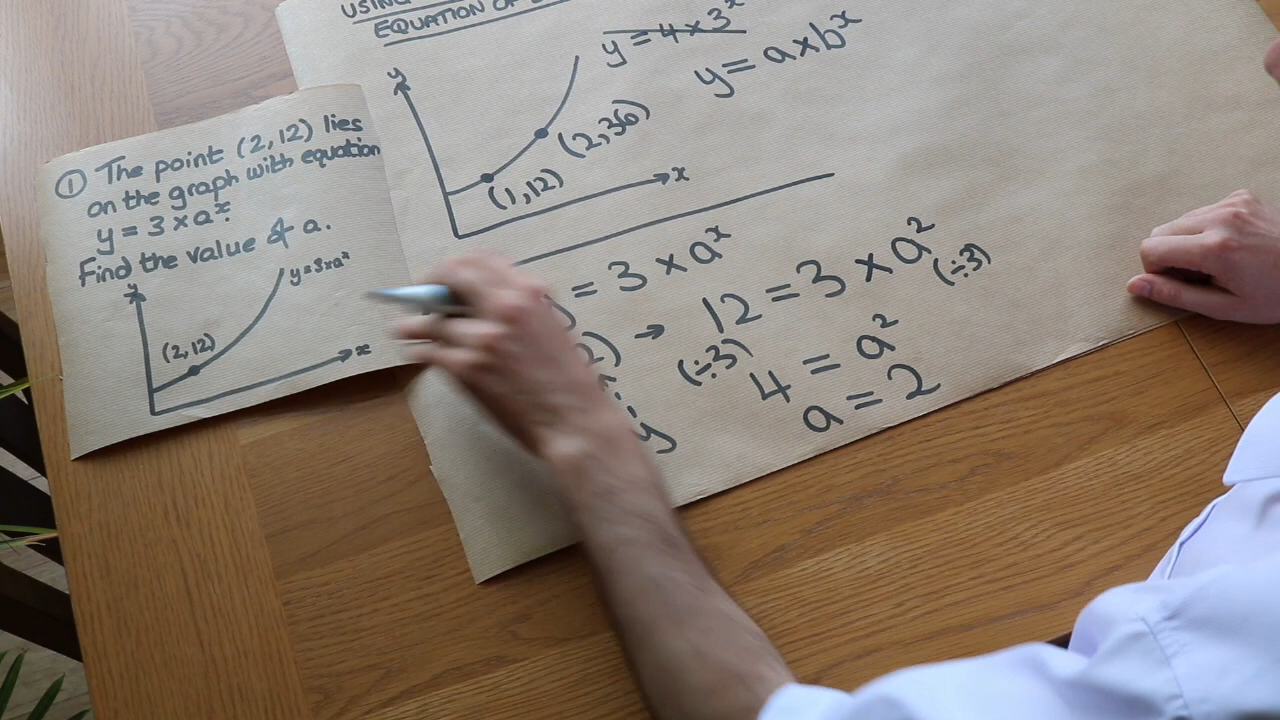 ① The point (2,12) lies
on the graph with equation
y = 3 × aˣ.
Find the value of a.
y
y=3×aˣ
(2,12)
x
USING
EQUATION OF
y = 4 × 3ˣ
y = a × bˣ
y
(2,36)
(1,12)
x
= 3 × aˣ
2) → 12 = 3 × a²
(÷3) (÷3)
4 = a²
y
a = 2